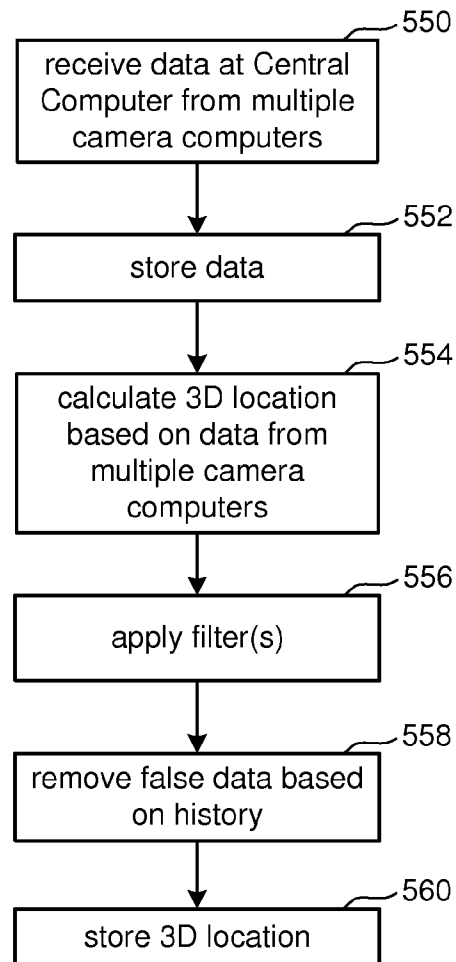 550
receive data at Central
Computer from multiple
camera computers
552
store data
554
calculate 3D location
based on data from
multiple camera
computers
556
apply filter(s)
558
remove false data based
on history
560
store 3D location